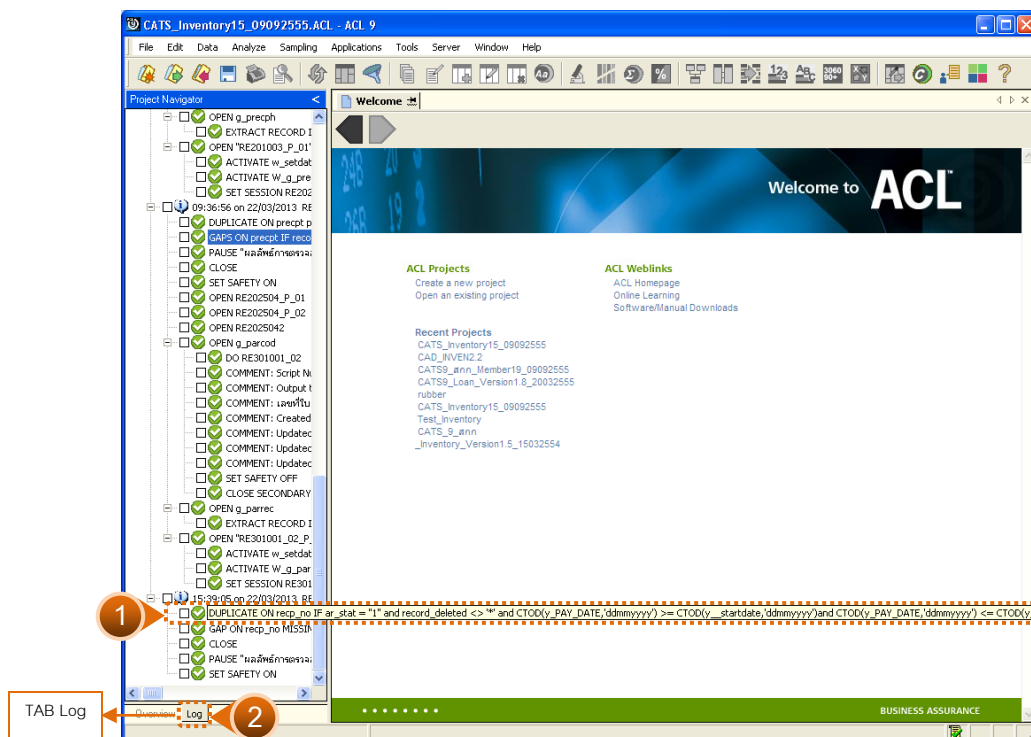 CATS_Inventory15_09092555.ACL - ACL 9
File Edit Data Analyze Sampling Applications Tools Server Window Help
Project Navigator
Welcome
OPEN g_precph
EXTRACT RECORD I
OPEN "RE201003_P_01"
ACTIVATE w_setdat
ACTIVATE W_g_pre
SET SESSION RE202
09:36:56 on 22/03/2013 RE
DUPLICATE ON precpt p
GAPS ON precpt IF reco
PAUSE "ผลลัพธ์การตรวจส
CLOSE
SET SAFETY ON
OPEN RE202504_P_01
OPEN RE202504_P_02
OPEN RE2025042
OPEN g_parcod
DO RE301001_02
COMMENT: Script Nu
COMMENT: Output t
COMMENT: เลขที่ใบ
COMMENT: Created
COMMENT: Updated
COMMENT: Updated
COMMENT: Updated
SET SAFETY OFF
CLOSE SECONDARY
OPEN g_parrec
EXTRACT RECORD I
OPEN "RE301001_02_P_
ACTIVATE w_setdat
ACTIVATE W_g_par
SET SESSION RE301
15:39:05 on 22/03/2013 RE
1
DUPLICATE ON recp_no IF ar_stat = "1" and record_deleted <> '*' and CTOD(y_PAY_DATE,'ddmmyyyy') >= CTOD(y__startdate,'ddmmyyyy')and CTOD(y_PAY_DATE,'ddmmyyyy') <= CTOD(y
GAP ON recp_no MISSIN
CLOSE
PAUSE "ผลลัพธ์การตรวจส
SET SAFETY ON
Welcome to ACL™
ACL Projects
Create a new project
Open an existing project
Recent Projects
CATS_Inventory15_09092555
CAD_INVEN2.2
CATS9_สกก_Member19_09092555
CATS9_Loan_Version1.8_20032555
rubber
CATS_Inventory15_09092555
Test_Inventory
CATS_9_สกก
_Inventory_Version1.5_15032554
ACL Weblinks
ACL Homepage
Online Learning
Software/Manual Downloads
BUSINESS ASSURANCE
TAB Log
Overview Log
2